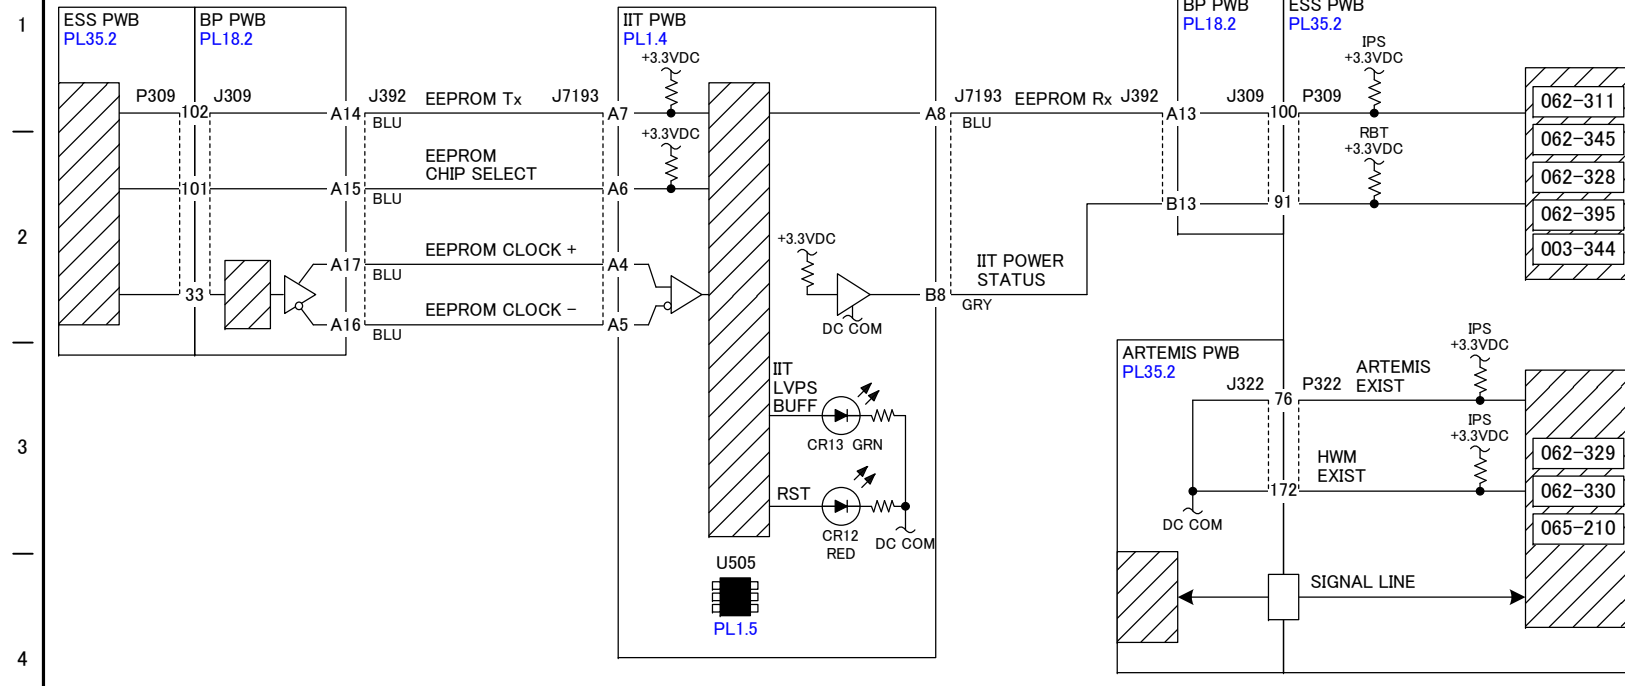 1
2
3
4
ESS PWB
PL35.2
BP PWB
PL18.2
P309
J309
102
101
33
A14
A15
A17
A16
J392
EEPROM Tx
J7193
BLU
EEPROM
CHIP SELECT
BLU
EEPROM CLOCK +
BLU
EEPROM CLOCK −
BLU
IIT PWB
PL1.4
+3.3VDC
A7
+3.3VDC
A6
A4
A5
+3.3VDC
DC COM
A8
B8
IIT
LVPS
BUFF
CR13 GRN
RST
CR12
RED
DC COM
U505
PL1.5
J7193
EEPROM Rx
J392
BLU
IIT POWER
STATUS
GRY
BP PWB
PL18.2
ESS PWB
PL35.2
A13
J309
100
P309
B13
91
IPS
+3.3VDC
RBT
+3.3VDC
062-311
062-345
062-328
062-395
003-344
ARTEMIS PWB
PL35.2
J322
P322
76
ARTEMIS
EXIST
IPS
+3.3VDC
172
HWM
EXIST
IPS
+3.3VDC
DC COM
062-329
062-330
065-210
SIGNAL LINE